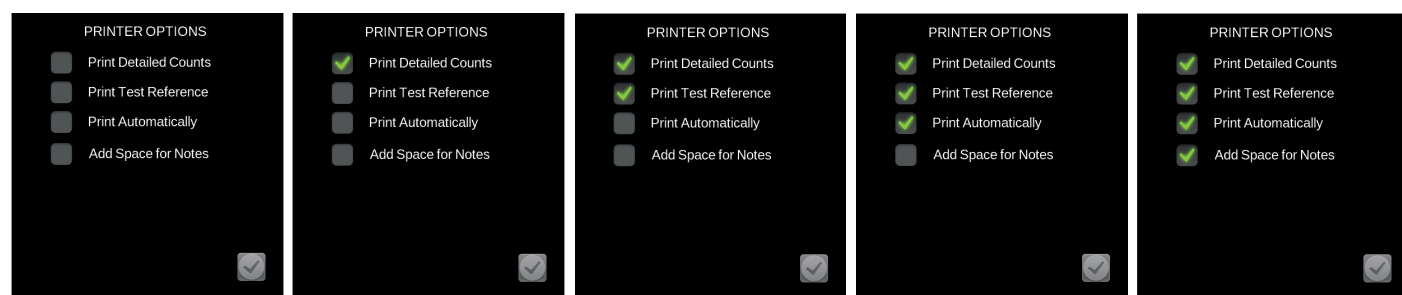 PRINTER OPTIONS
Print Detailed Counts
Print Test Reference
Print Automatically
Add Space for Notes
PRINTER OPTIONS
Print Detailed Counts
Print Test Reference
Print Automatically
Add Space for Notes
PRINTER OPTIONS
Print Detailed Counts
Print Test Reference
Print Automatically
Add Space for Notes
PRINTER OPTIONS
Print Detailed Counts
Print Test Reference
Print Automatically
Add Space for Notes
PRINTER OPTIONS
Print Detailed Counts
Print Test Reference
Print Automatically
Add Space for Notes